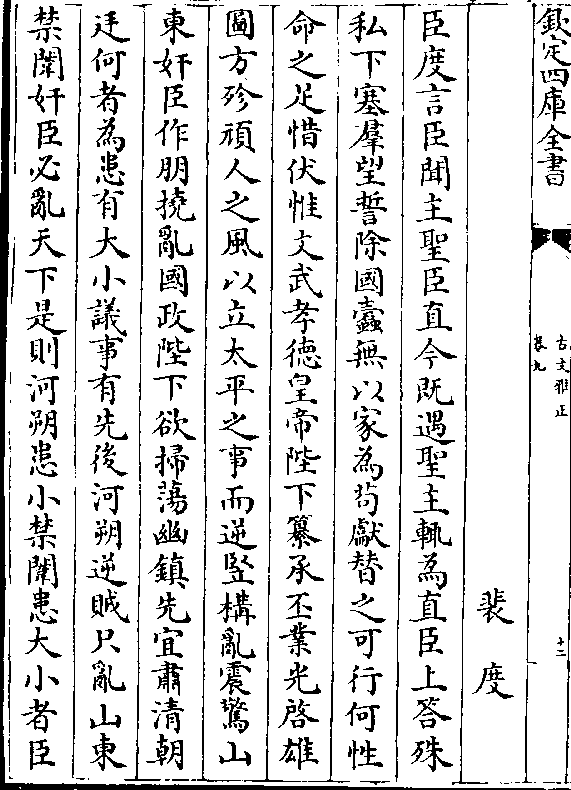 欽定四庫全書
古文雅正
卷九
十二
裴度
臣度言臣聞主聖臣直今既遇聖主輒為直臣上答殊
私下塞羣望誓除國蠹無以家為茍獻替之可行何性
命之足惜伏惟文武孝德皇帝陛下纂承丕業光啓雄
圖方殄頑人之風以立太平之事而逆豎構亂震驚山
東奸臣作朋撓亂國政陛下欲掃蕩幽鎮先宜肅清朝
廷何者為患有大小議事有先後河朔逆賊只亂山東
禁闈奸臣必亂天下是則河朔患小禁闈患大小者臣